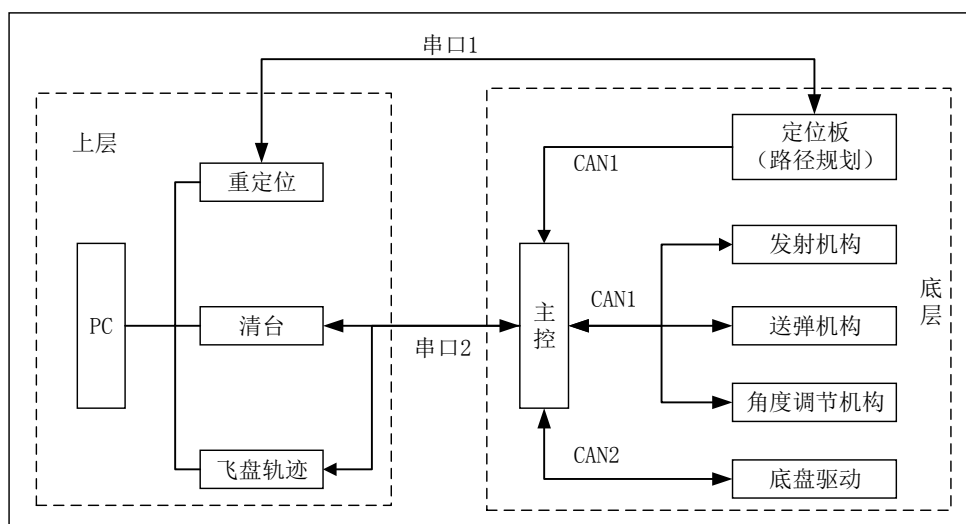 串口1
上层
重定位
PC
清台
飞盘轨迹
串口2
定位板
（路径规划）
CAN1
主控
CAN1
CAN2
发射机构
送弹机构
角度调节机构
底盘驱动
底层